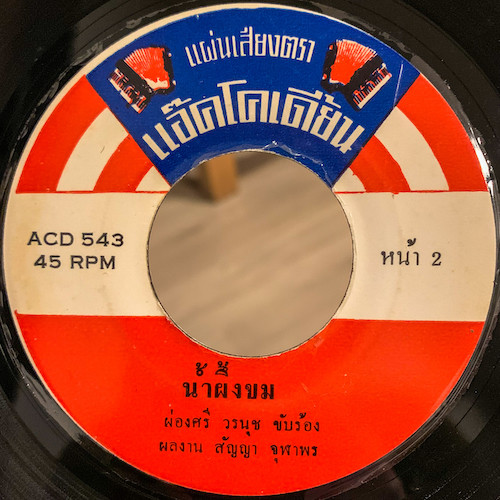 แผ่นเสียงตรา
แอ๊คโคเดียน
ACD 543
45 RPM
หน้า 2
น้ำผึ้งขม
ผ่องศรี วรนุช ขับร้อง
ผลงาน สัญญา จุฬาพร